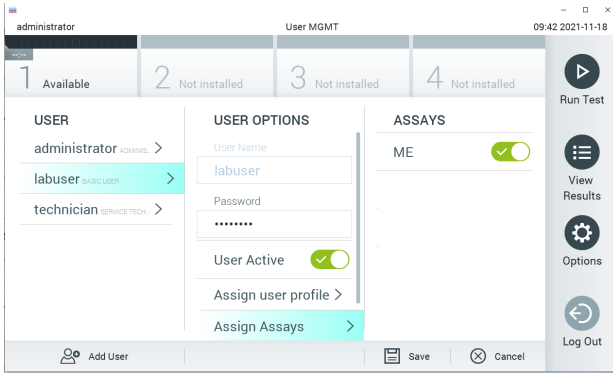 administrator User MGMT 09:42 2021-11-18
--:--
1 Available 2 Not installed 3 Not installed 4 Not installed
Run Test
USER
administrator ADMINIS...
labuser BASIC USER
technician SERVICE TECH...
USER OPTIONS
User Name
labuser
Password
••••••••
User Active
Assign user profile
Assign Assays
ASSAYS
ME
View
Results
Options
Log Out
Add User Save Cancel